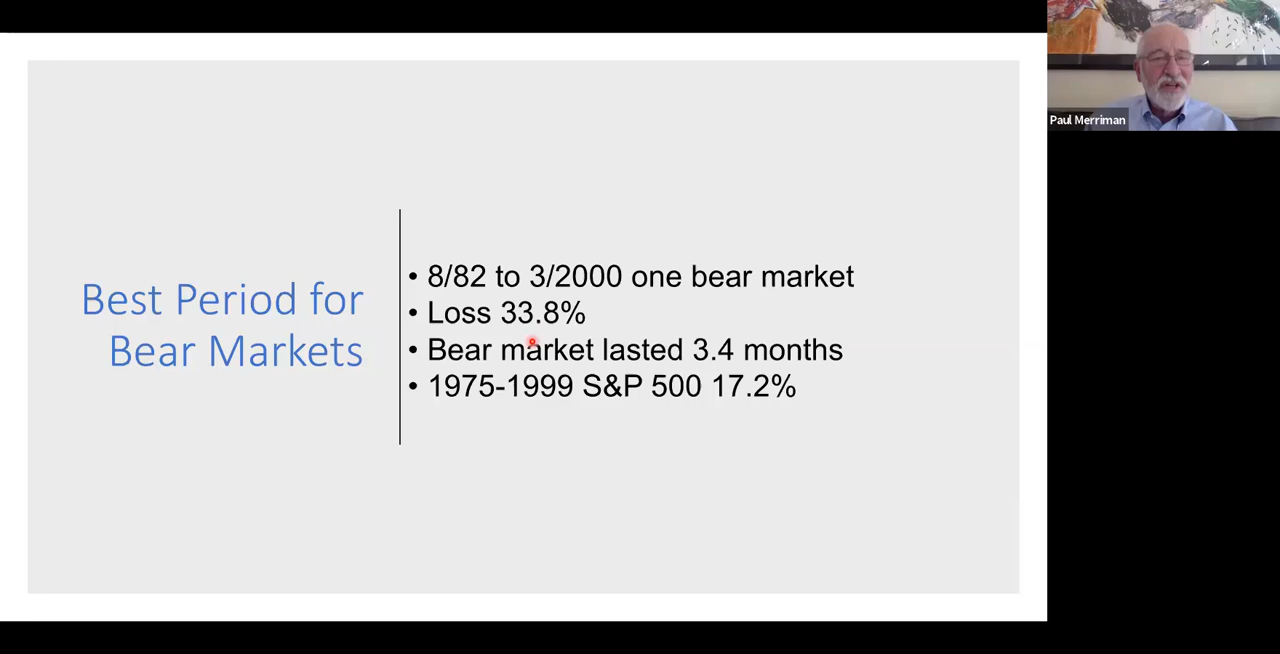 Best Period for
Bear Markets
• 8/82 to 3/2000 one bear market
• Loss 33.8%
• Bear market lasted 3.4 months
• 1975-1999 S&P 500 17.2%
Paul Merriman